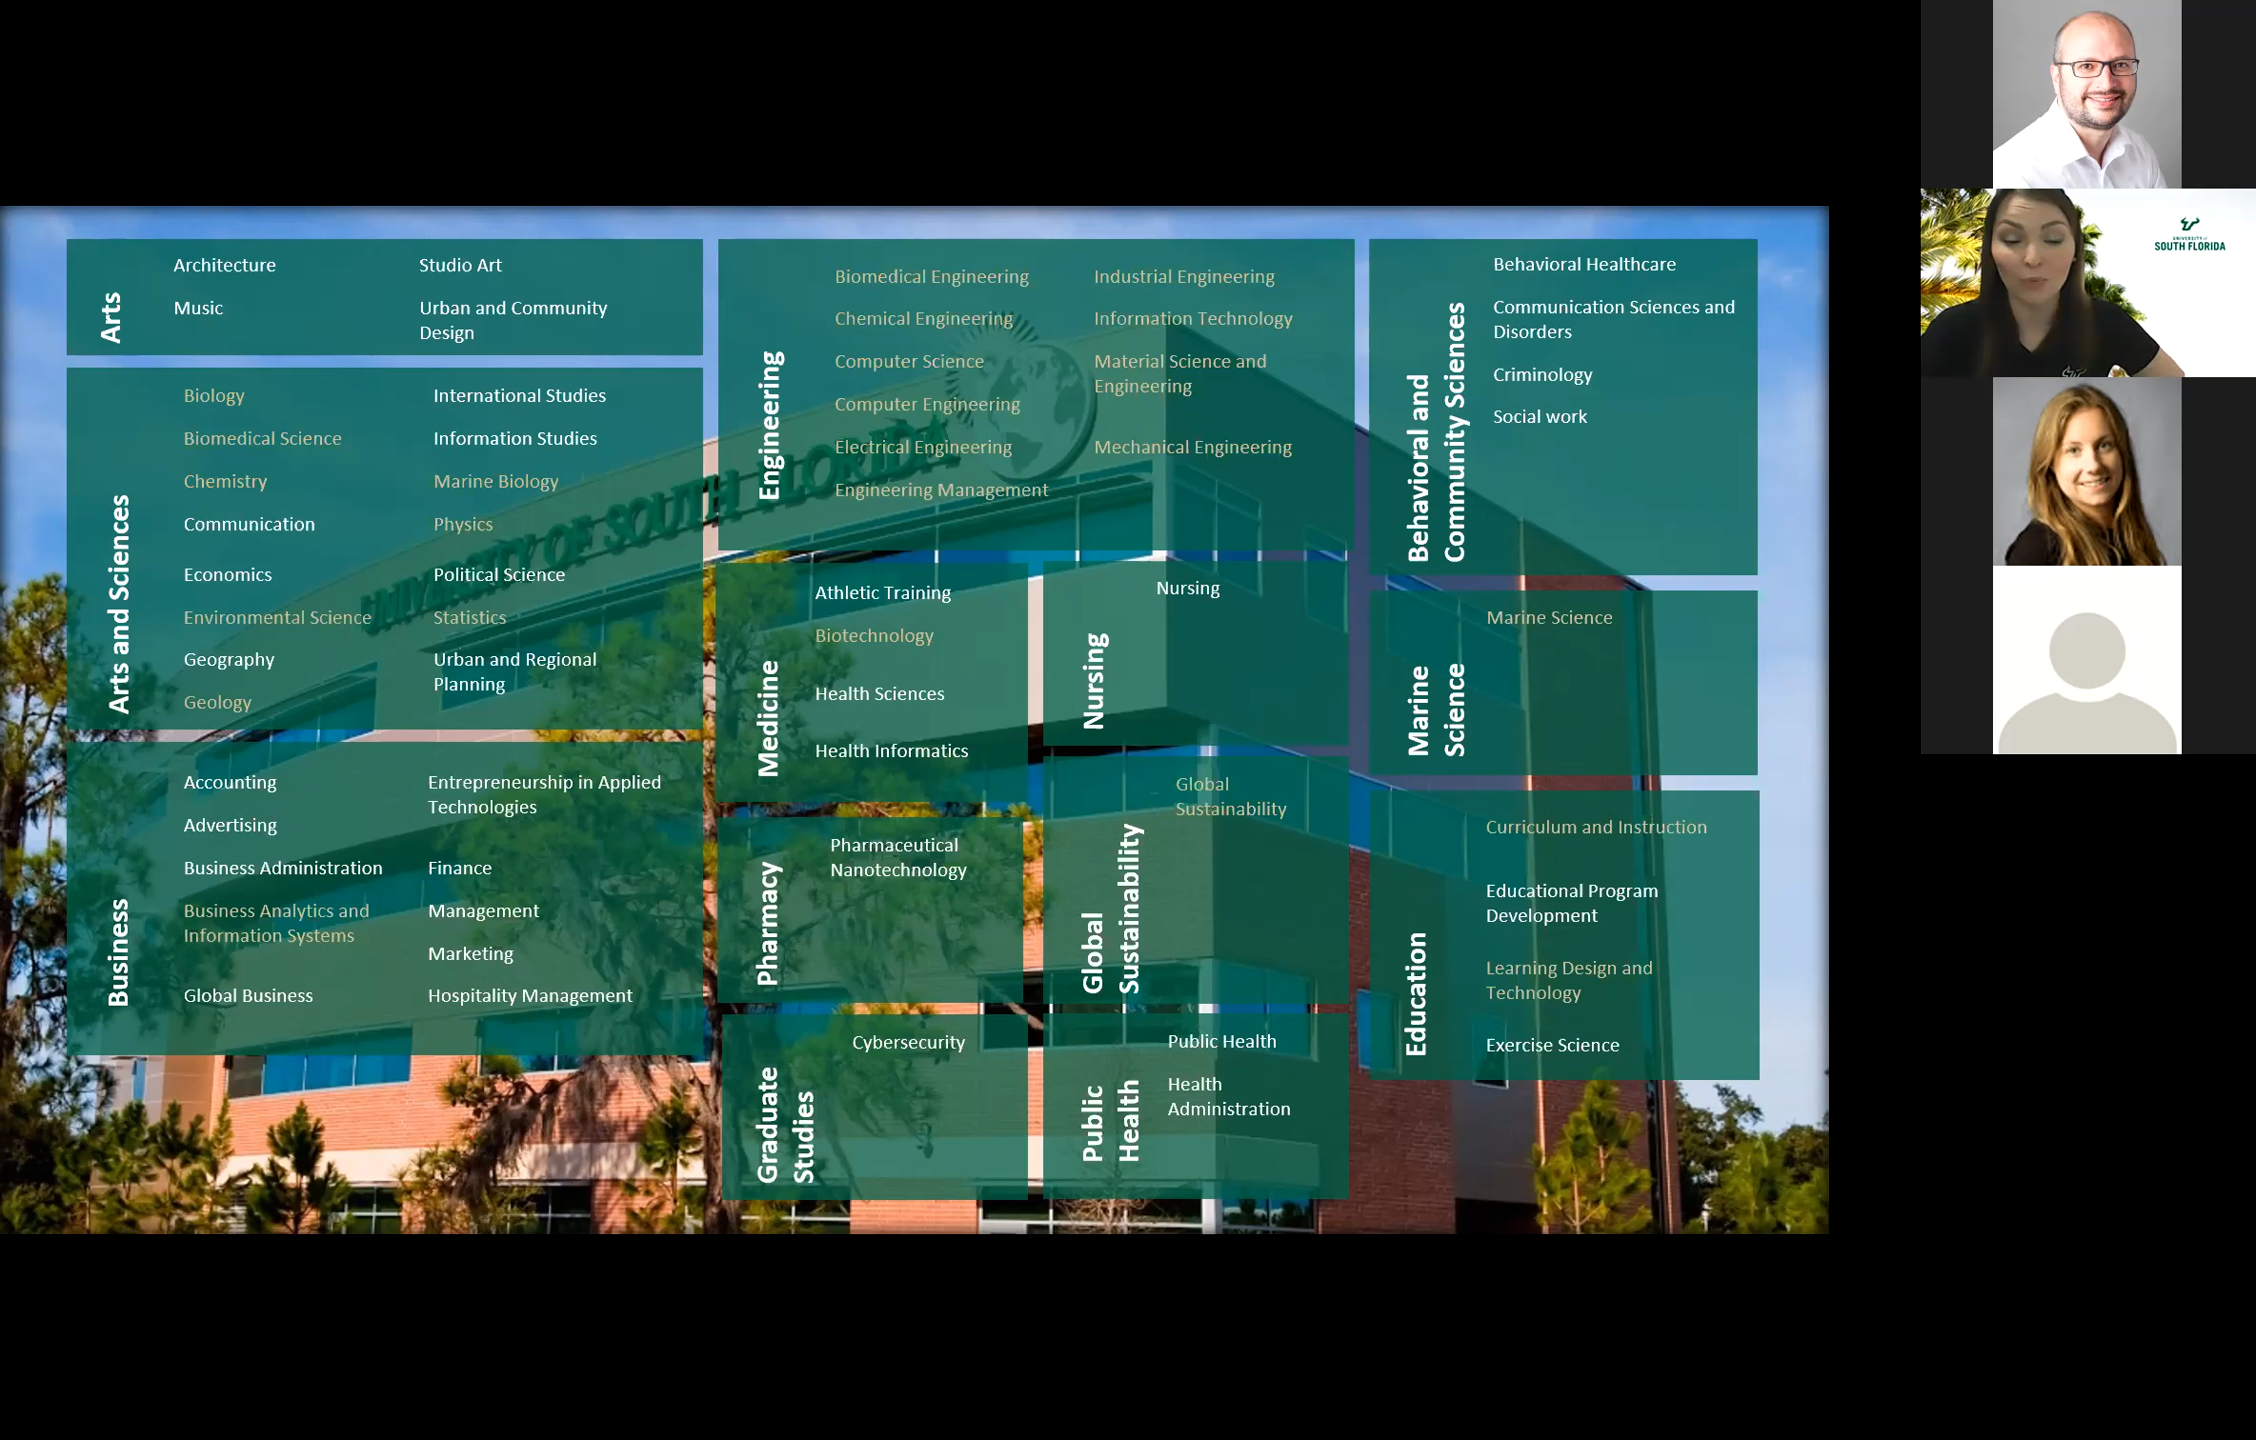 Arts
Architecture
Music
Studio Art
Urban and Community
Design
Arts and Sciences
Biology
Biomedical Science
Chemistry
Communication
Economics
Environmental Science
Geography
Geology
International Studies
Information Studies
Marine Biology
Physics
Political Science
Statistics
Urban and Regional
Planning
Business
Accounting
Advertising
Business Administration
Business Analytics and
Information Systems
Global Business
Entrepreneurship in Applied
Technologies
Finance
Management
Marketing
Hospitality Management
Engineering
Biomedical Engineering
Chemical Engineering
Computer Science
Computer Engineering
Electrical Engineering
Engineering Management
Industrial Engineering
Information Technology
Material Science and
Engineering
Mechanical Engineering
Medicine
Athletic Training
Biotechnology
Health Sciences
Health Informatics
Nursing
Nursing
Pharmacy
Pharmaceutical
Nanotechnology
Global
Sustainability
Global
Sustainability
Graduate
Studies
Cybersecurity
Public
Health
Public Health
Health
Administration
Behavioral and
Community Sciences
Behavioral Healthcare
Communication Sciences and
Disorders
Criminology
Social work
Marine
Science
Marine Science
Education
Curriculum and Instruction
Educational Program
Development
Learning Design and
Technology
Exercise Science
UNIVERSITY OF SOUTH FLORIDA
UNIVERSITY of
SOUTH FLORIDA